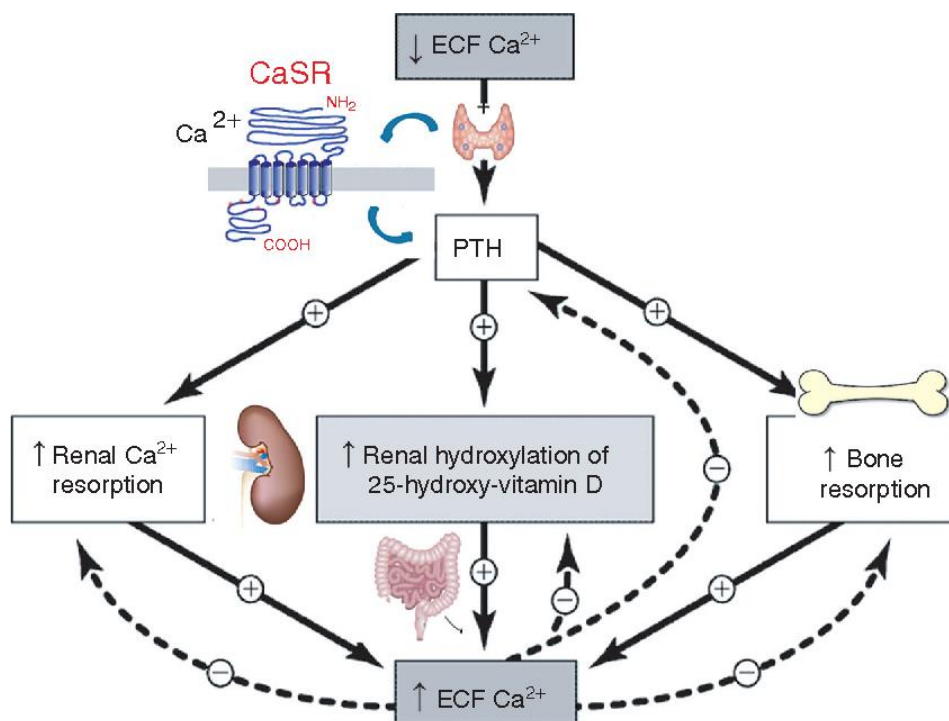 ↓ ECF Ca²⁺
+
CaSR
NH₂
Ca²⁺
COOH
PTH
+
+
+
↑ Renal Ca²⁺
resorption
↑ Renal hydroxylation of
25-hydroxy-vitamin D
↑ Bone
resorption
−
+
+
−
+
−
−
↑ ECF Ca²⁺